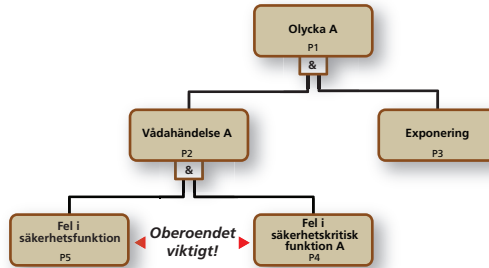 Olycka A
P1
&
Vådahändelse A
P2
&
Exponering
P3
Fel i
säkerhetsfunktion
P5
Oberoendet
viktigt!
Fel i
säkerhetskritisk
funktion A
P4